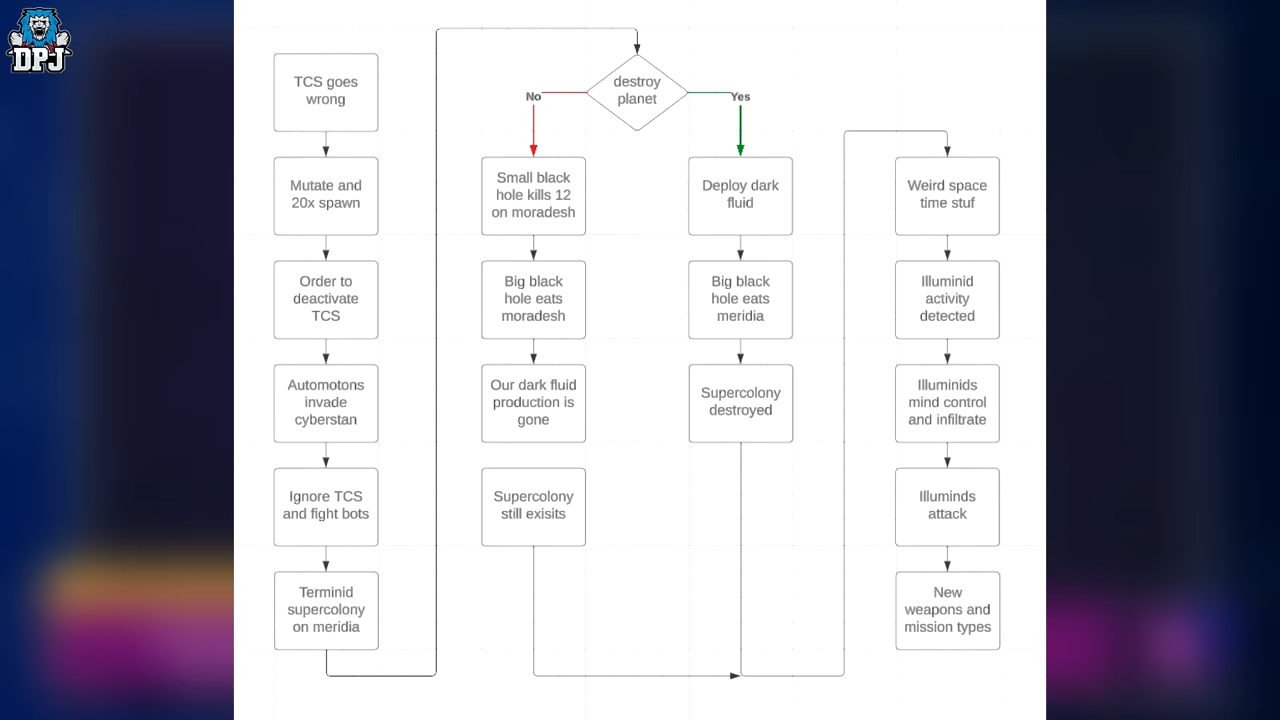 DPJ
TCS goes
wrong
Mutate and
20x spawn
Order to
deactivate
TCS
Automotons
invade
cyberstan
Ignore TCS
and fight bots
Terminid
supercolony
on meridia
destroy
planet
No
Yes
Small black
hole kills 12
on moradesh
Big black
hole eats
moradesh
Our dark fluid
production is
gone
Supercolony
still exisits
Deploy dark
fluid
Big black
hole eats
meridia
Supercolony
destroyed
Weird space
time stuf
Illuminid
activity
detected
Illuminids
mind control
and infiltrate
Illuminds
attack
New
weapons and
mission types